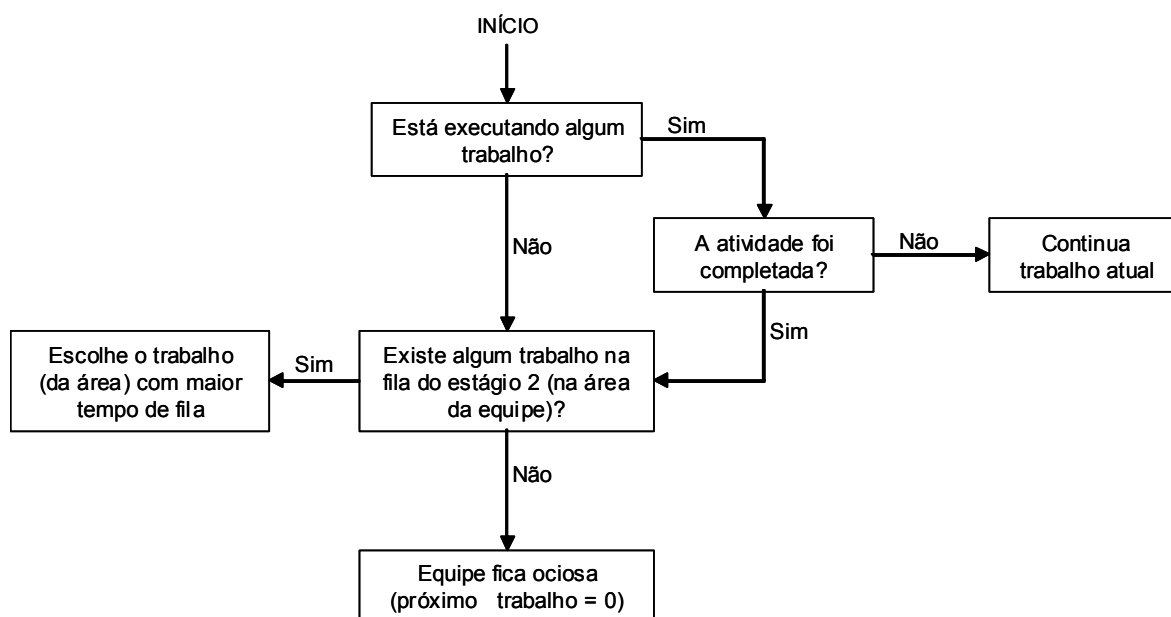 INÍCIO
Está executando algum
trabalho?
Sim
Não
A atividade foi
completada?
Não
Continua
trabalho atual
Sim
Existe algum trabalho na
fila do estágio 2 (na área
da equipe)?
Sim
Escolhe o trabalho
(da área) com maior
tempo de fila
Não
Equipe fica ociosa
(próximo trabalho = 0)